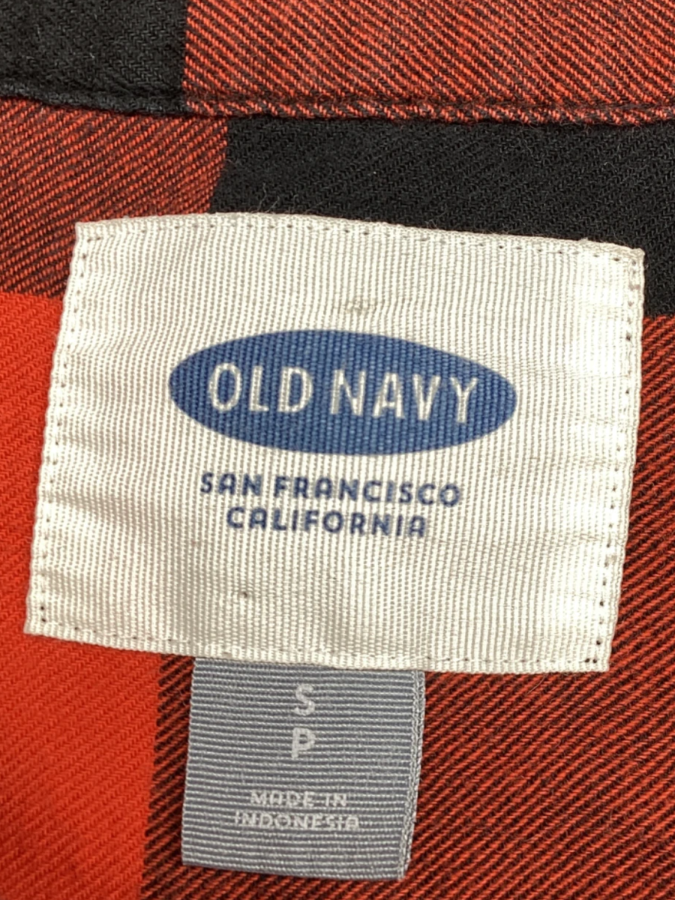 OLD NAVY
SAN FRANCISCO
CALIFORNIA
S
P
MADE IN
INDONESIA